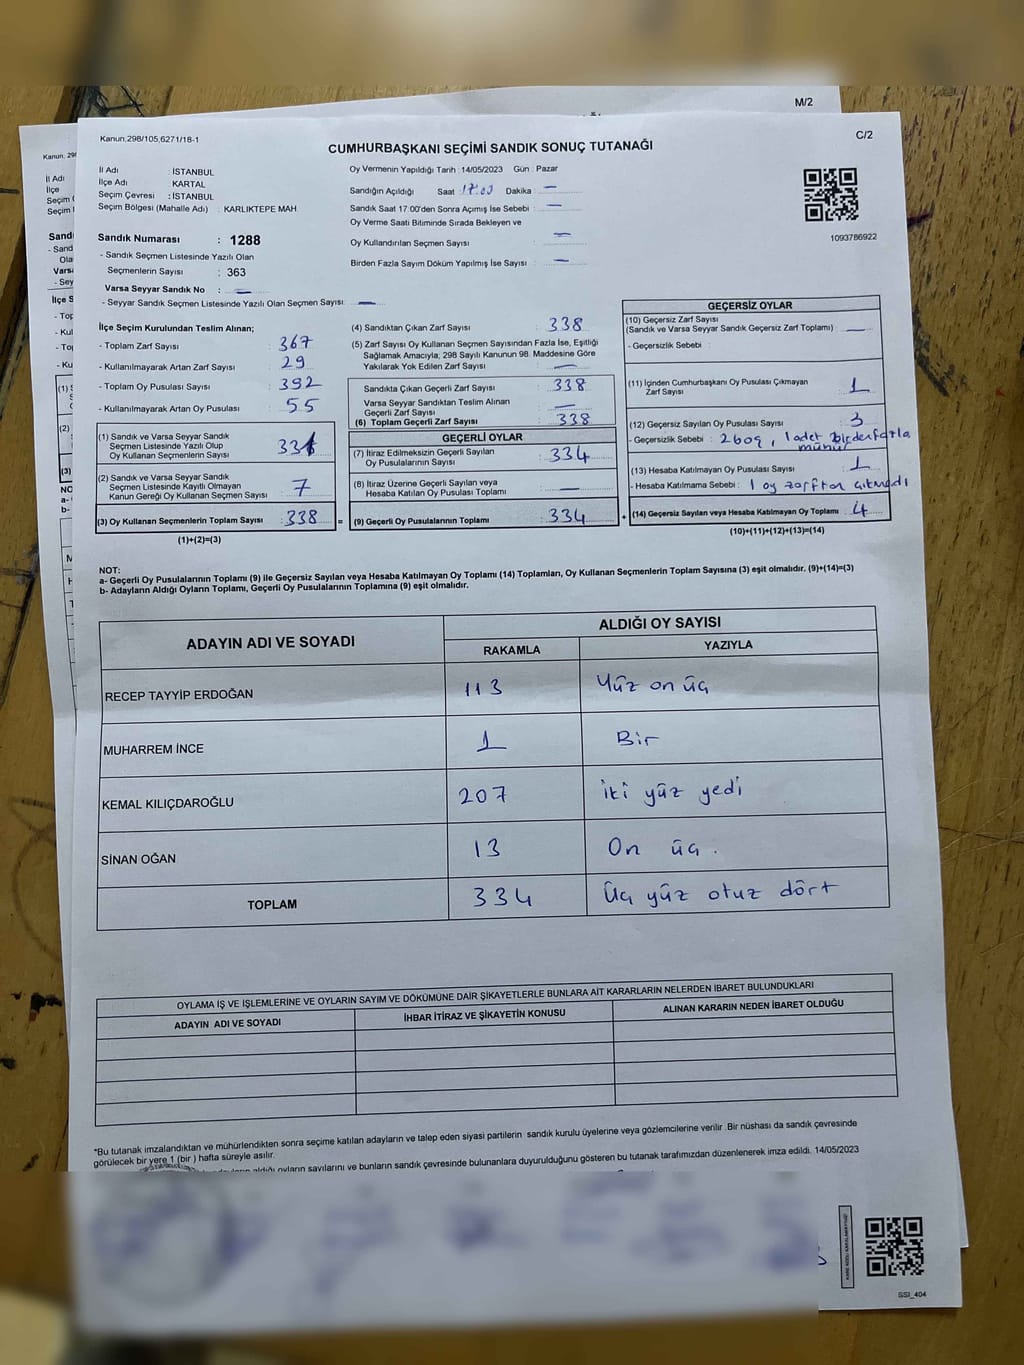 M/2
Kanun,298/105,6271/18-1
C/2
CUMHURBAŞKANI SEÇİMİ SANDIK SONUÇ TUTANAĞI
İl Adı : İSTANBUL
İlçe Adı : KARTAL
Seçim Çevresi : İSTANBUL
Seçim Bölgesi (Mahalle Adı) : KARLIKTEPE MAH.
Oy Vermenin Yapıldığı Tarih : 14/05/2023 Gün : Pazar
Sandığın Açıldığı Saat 17.00 Dakika —
Sandık Saat 17:00'den Sonra Açımış İse Sebebi : —
Oy Verme Saati Bitiminde Sırada Bekleyen ve
Oy Kullandırılan Seçmen Sayısı : —
Birden Fazla Sayım Döküm Yapılmış İse Sayısı : —
1093786922
Sandık Numarası : 1288
- Sandık Seçmen Listesinde Yazılı Olan
Seçmenlerin Sayısı : 363
Varsa Seyyar Sandık No : —
- Seyyar Sandık Seçmen Listesinde Yazılı Olan Seçmen Sayısı: —
İlçe Seçim Kurulundan Teslim Alınan;
- Toplam Zarf Sayısı : 367
- Kullanılmayarak Artan Zarf Sayısı : 29
- Toplam Oy Pusulası Sayısı : 392
- Kullanılmayarak Artan Oy Pusulası : 55
(1) Sandık ve Varsa Seyyar Sandık
Seçmen Listesinde Yazılı Olup
Oy Kullanan Seçmenlerin Sayısı : 331
(2) Sandık ve Varsa Seyyar Sandık
Seçmen Listesinde Kayıtlı Olmayan
Kanun Gereği Oy Kullanan Seçmen Sayısı : 7
(3) Oy Kullanan Seçmenlerin Toplam Sayısı : 338 =
(1)+(2)=(3)
(4) Sandıktan Çıkan Zarf Sayısı : 338
(5) Zarf Sayısı Oy Kullanan Seçmen Sayısından Fazla İse, Eşitliği
Sağlamak Amacıyla; 298 Sayılı Kanunun 98. Maddesine Göre
Yakılarak Yok Edilen Zarf Sayısı : —
Sandıkta Çıkan Geçerli Zarf Sayısı : 338
Varsa Seyyar Sandıktan Teslim Alınan
Geçerli Zarf Sayısı : —
(6) Toplam Geçerli Zarf Sayısı : 338
GEÇERLİ OYLAR
(7) İtiraz Edilmeksizin Geçerli Sayılan
Oy Pusulalarının Sayısı : 334
(8) İtiraz Üzerine Geçerli Sayılan veya
Hesaba Katılan Oy Pusulası Toplamı : —
(9) Geçerli Oy Pusulalarının Toplamı : 334 +
GEÇERSİZ OYLAR
(10) Geçersiz Zarf Sayısı
(Sandık ve Varsa Seyyar Sandık Geçersiz Zarf Toplamı) : —
- Geçersizlik Sebebi :
(11) İçinden Cumhurbaşkanı Oy Pusulası Çıkmayan
Zarf Sayısı : 1
(12) Geçersiz Sayılan Oy Pusulası Sayısı : 3
- Geçersizlik Sebebi : 2 boş, 1 adet birden fazla
mühür
(13) Hesaba Katılmayan Oy Pusulası Sayısı : 1
- Hesaba Katılmama Sebebi : 1 oy zarftan çıkmadı
(14) Geçersiz Sayılan veya Hesaba Katılmayan Oy Toplamı : 4
(10)+(11)+(12)+(13)=(14)
NOT:
a- Geçerli Oy Pusulalarının Toplamı (9) ile Geçersiz Sayılan veya Hesaba Katılmayan Oy Toplamı (14) Toplamları, Oy Kullanan Seçmenlerin Toplam Sayısına (3) eşit olmalıdır. (9)+(14)=(3)
b- Adayların Aldığı Oyların Toplamı, Geçerli Oy Pusulalarının Toplamına (9) eşit olmalıdır.
ADAYIN ADI VE SOYADI
ALDIĞI OY SAYISI
RAKAMLA YAZIYLA
RECEP TAYYİP ERDOĞAN 113 Yüz on üç
MUHARREM İNCE 1 Bir
KEMAL KILIÇDAROĞLU 207 iki yüz yedi
SİNAN OĞAN 13 On üç.
TOPLAM 334 Üç yüz otuz dört
OYLAMA İŞ VE İŞLEMLERİNE VE OYLARIN SAYIM VE DÖKÜMÜNE DAİR ŞİKAYETLERLE BUNLARA AİT KARARLARIN NELERDEN İBARET BULUNDUKLARI
ADAYIN ADI VE SOYADI İHBAR İTİRAZ VE ŞİKAYETİN KONUSU ALINAN KARARIN NEDEN İBARET OLDUĞU
*Bu tutanak imzalandıktan ve mühürlendikten sonra seçime katılan adayların ve talep eden siyasi partilerin sandık kurulu üyelerine veya gözlemcilerine verilir .Bir nüshası da sandık çevresinde
görülecek bir yere 1 (bir ) hafta süreyle asılır.
aldığı oyların sayılarını ve bunların sandık çevresinde bulunanlara duyurulduğunu gösteren bu tutanak tarafımızdan düzenlenerek imza edildi. 14/05/2023
SSI_404